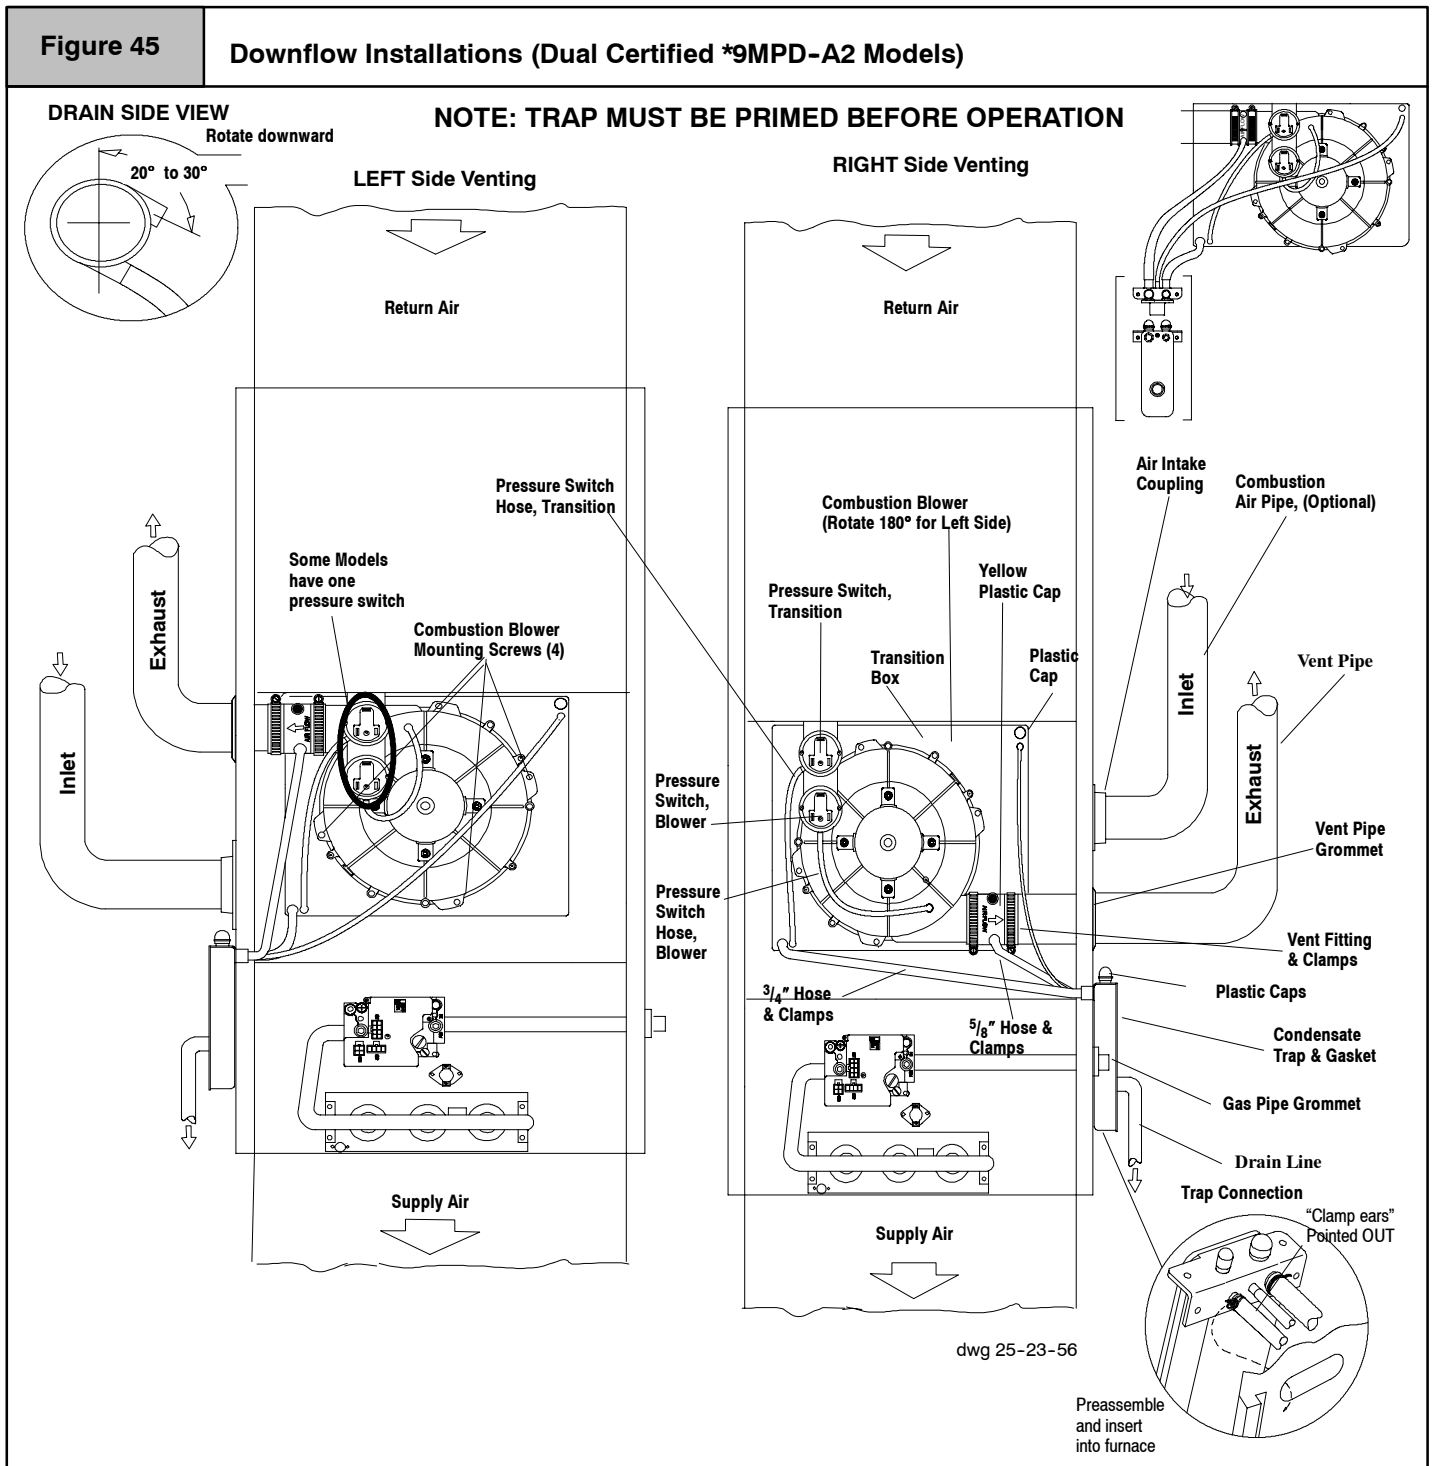 Figure 45
Downflow Installations (Dual Certified *9MPD-A2 Models)
DRAIN SIDE VIEW
Rotate downward
20° to 30°
NOTE: TRAP MUST BE PRIMED BEFORE OPERATION
LEFT Side Venting
RIGHT Side Venting
Return Air
Return Air
Pressure Switch
Hose, Transition
Combustion Blower
(Rotate 180° for Left Side)
Air Intake
Coupling
Combustion
Air Pipe, (Optional)
Some Models
have one
pressure switch
Combustion Blower
Mounting Screws (4)
Pressure Switch,
Transition
Yellow
Plastic Cap
Transition
Box
Plastic
Cap
Vent Pipe
Exhaust
Inlet
Inlet
Exhaust
AIR FLOW
Pressure
Switch,
Blower
Vent Pipe
Grommet
Pressure
Switch
Hose,
Blower
AIRFLOW
Vent Fitting
& Clamps
3/4″ Hose
& Clamps
5/8″ Hose &
Clamps
Plastic Caps
Condensate
Trap & Gasket
Gas Pipe Grommet
Drain Line
Trap Connection
"Clamp ears"
Pointed OUT
Supply Air
Supply Air
dwg 25-23-56
Preassemble
and insert
into furnace